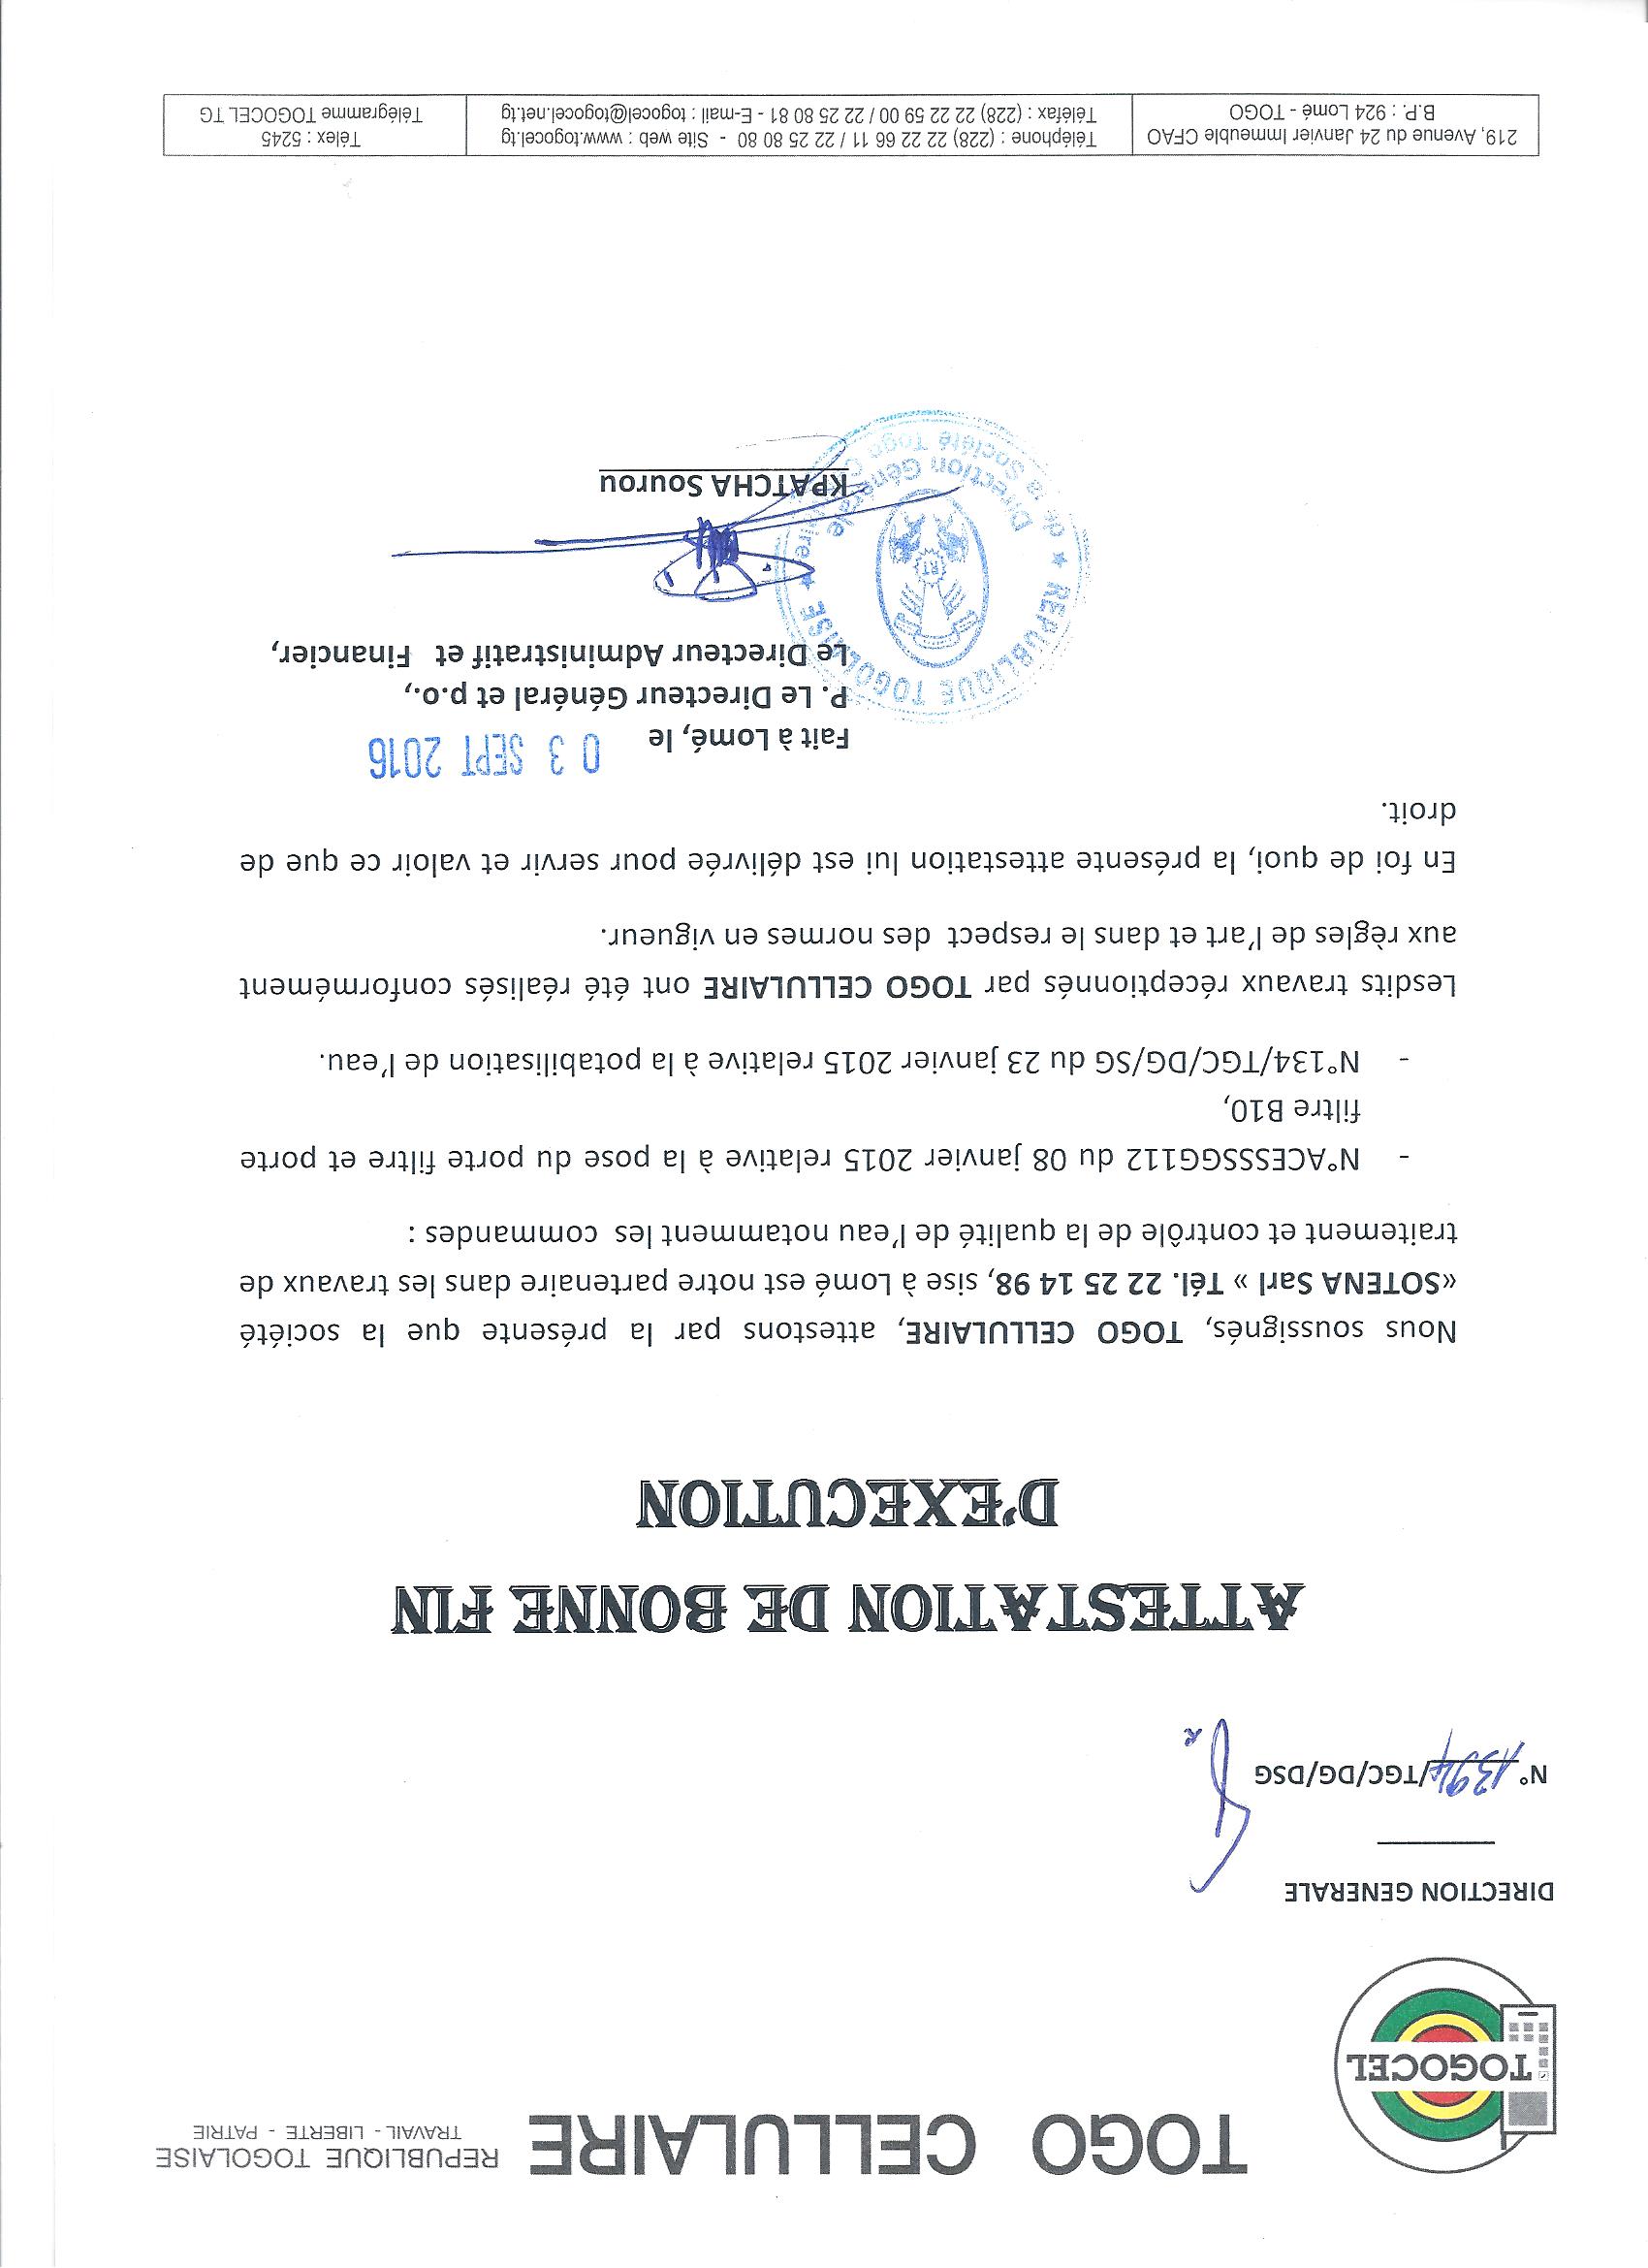 TOGO CELLULAIRE
REPUBLIQUE TOGOLAISE
TRAVAIL - LIBERTE - PATRIE
TOGOCEL
DIRECTION GENERALE
N° 1394/TGC/DG/DSG
ATTESTATION DE BONNE FIN
D'EXECUTION
Nous soussignés, TOGO CELLULAIRE, attestons par la présente que la société
«SOTENA Sarl » Tél. 22 25 14 98, sise à Lomé est notre partenaire dans les travaux de
traitement et contrôle de la qualité de l'eau notamment les commandes :
- N°ACESSSGG112 du 08 janvier 2015 relative à la pose du porte filtre et porte
filtre B10,
- N°134/TGC/DG/SG du 23 janvier 2015 relative à la potabilisation de l'eau.
Lesdits travaux réceptionnés par TOGO CELLULAIRE ont été réalisés conformément
aux règles de l'art et dans le respect des normes en vigueur.
En foi de quoi, la présente attestation lui est délivrée pour servir et valoir ce que de
droit.
Fait à Lomé, le 03 SEPT 2016
P. Le Directeur Général et p.o.,
Le Directeur Administratif et Financier,
REPUBLIQUE TOGOLAISE
RT
Direction Générale
de la Société Togo Cellulaire
KPATCHA Sourou
219, Avenue du 24 Janvier Immeuble CFAO
B.P. : 924 Lomé - TOGO
Téléphone : (228) 22 22 66 11 / 22 25 80 80 - Site web : www.togocel.tg
Téléfax : (228) 22 22 59 00 / 22 25 80 81 - E-mail : togocel@togocel.net.tg
Télex : 5245
Télégramme TOGOCEL TG